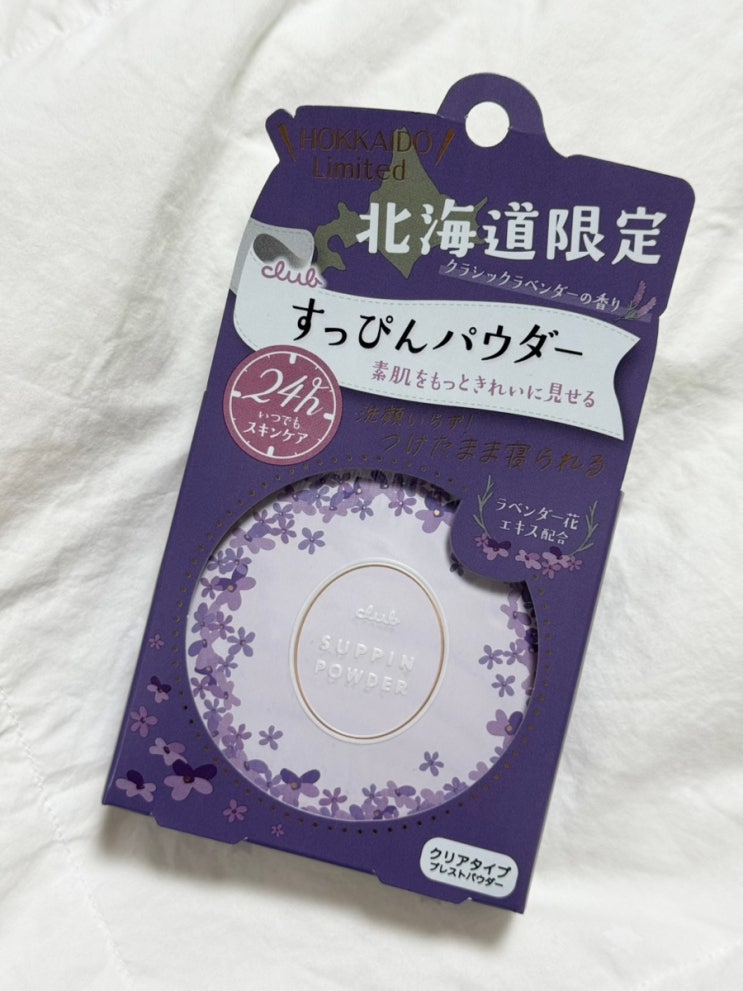 HOKKAIDO
Limited
北海道限定
クラシックラベンダーの香り
club
すっぴんパウダー
素肌をもっときれいに見せる
24h
いつでも
スキンケア
洗顔いらず!
つけたまま寝られる
ラベンダー花
エキス配合
club
SUPPIN
POWDER
クリアタイプ
プレストパウダー